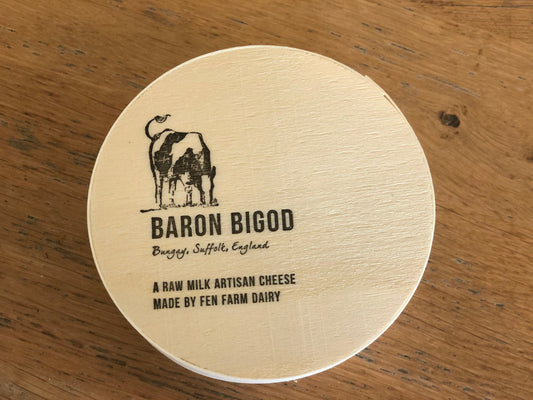 BARON BIGOD
Bungay, Suffolk, England
A RAW MILK ARTISAN CHEESE
MADE BY FEN FARM DAIRY